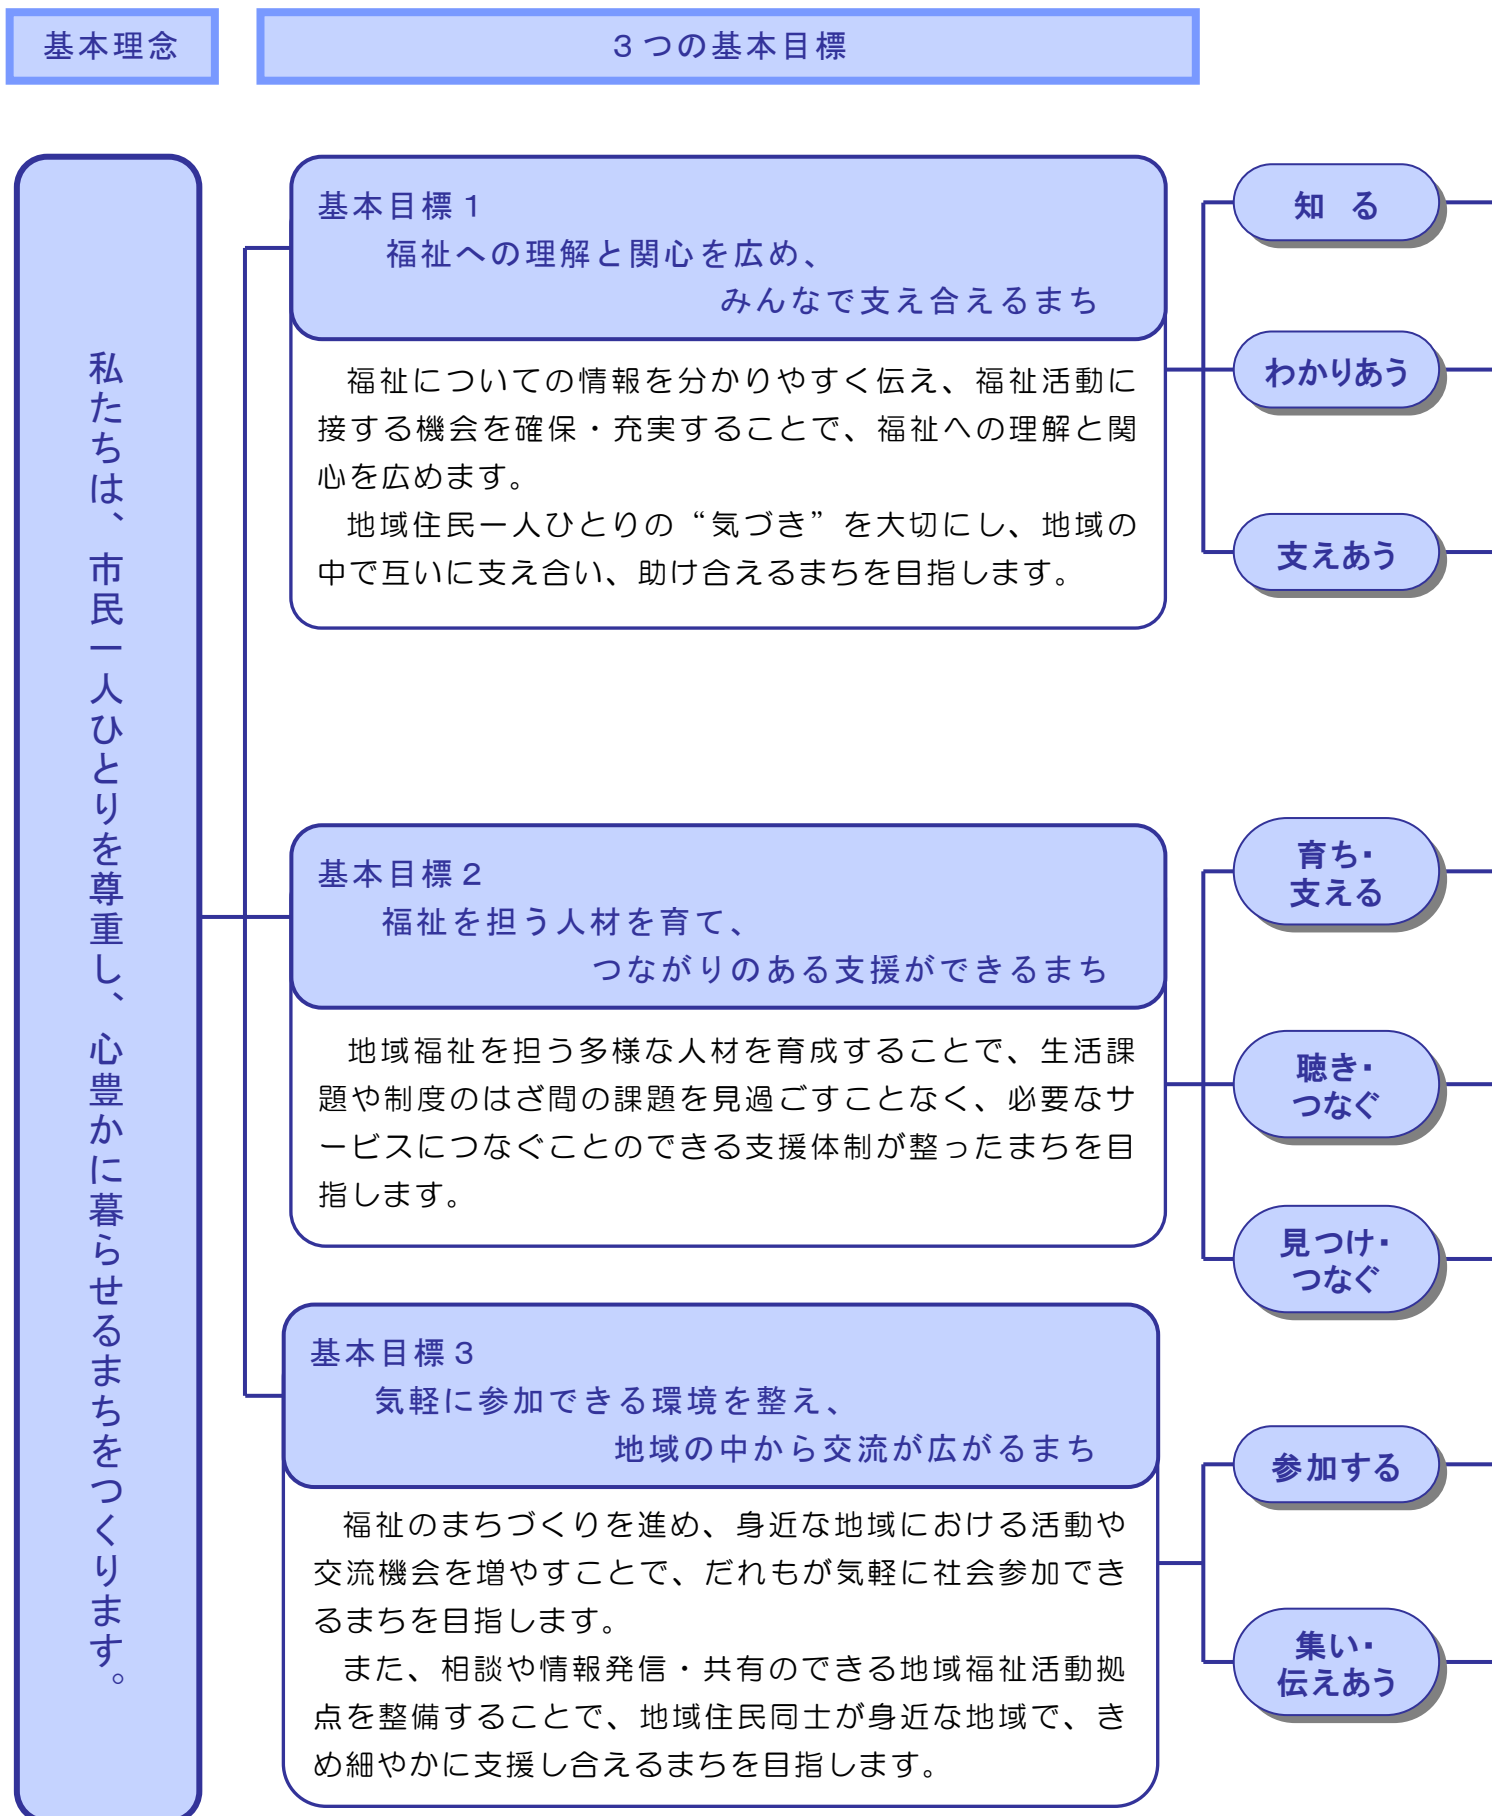 基本理念
3つの基本目標
私たちは、市民一人ひとりを尊重し、心豊かに暮らせるまちをつくります。
基本目標1
福祉への理解と関心を広め、
みんなで支え合えるまち
福祉についての情報を分かりやすく伝え、福祉活動に
接する機会を確保・充実することで、福祉への理解と関
心を広めます。
地域住民一人ひとりの“気づき”を大切にし、地域の
中で互いに支え合い、助け合えるまちを目指します。
知 る
わかりあう
支えあう
基本目標2
福祉を担う人材を育て、
つながりのある支援ができるまち
地域福祉を担う多様な人材を育成することで、生活課
題や制度のはざ間の課題を見過ごすことなく、必要なサ
ービスにつなぐことのできる支援体制が整ったまちを目
指します。
育ち・
支える
聴き・
つなぐ
見つけ・
つなぐ
基本目標3
気軽に参加できる環境を整え、
地域の中から交流が広がるまち
福祉のまちづくりを進め、身近な地域における活動や
交流機会を増やすことで、だれもが気軽に社会参加でき
るまちを目指します。
また、相談や情報発信・共有のできる地域福祉活動拠
点を整備することで、地域住民同士が身近な地域で、き
め細やかに支援し合えるまちを目指します。
参加する
集い・
伝えあう